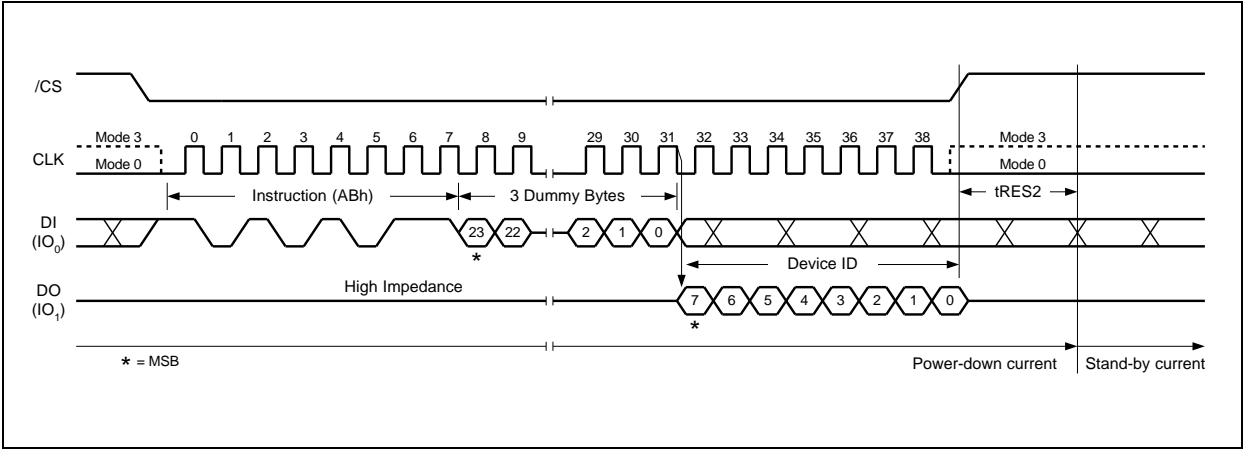 /CS
Mode 3 0 1 2 3 4 5 6 7 8 9 29 30 31 32 33 34 35 36 37 38 Mode 3
CLK
Mode 0 Mode 0
Instruction (ABh) 3 Dummy Bytes tRES2
DI
(IO0)
23 22 2 1 0
*
Device ID
High Impedance
DO
(IO1)
7 6 5 4 3 2 1 0
*
* = MSB
Power-down current Stand-by current